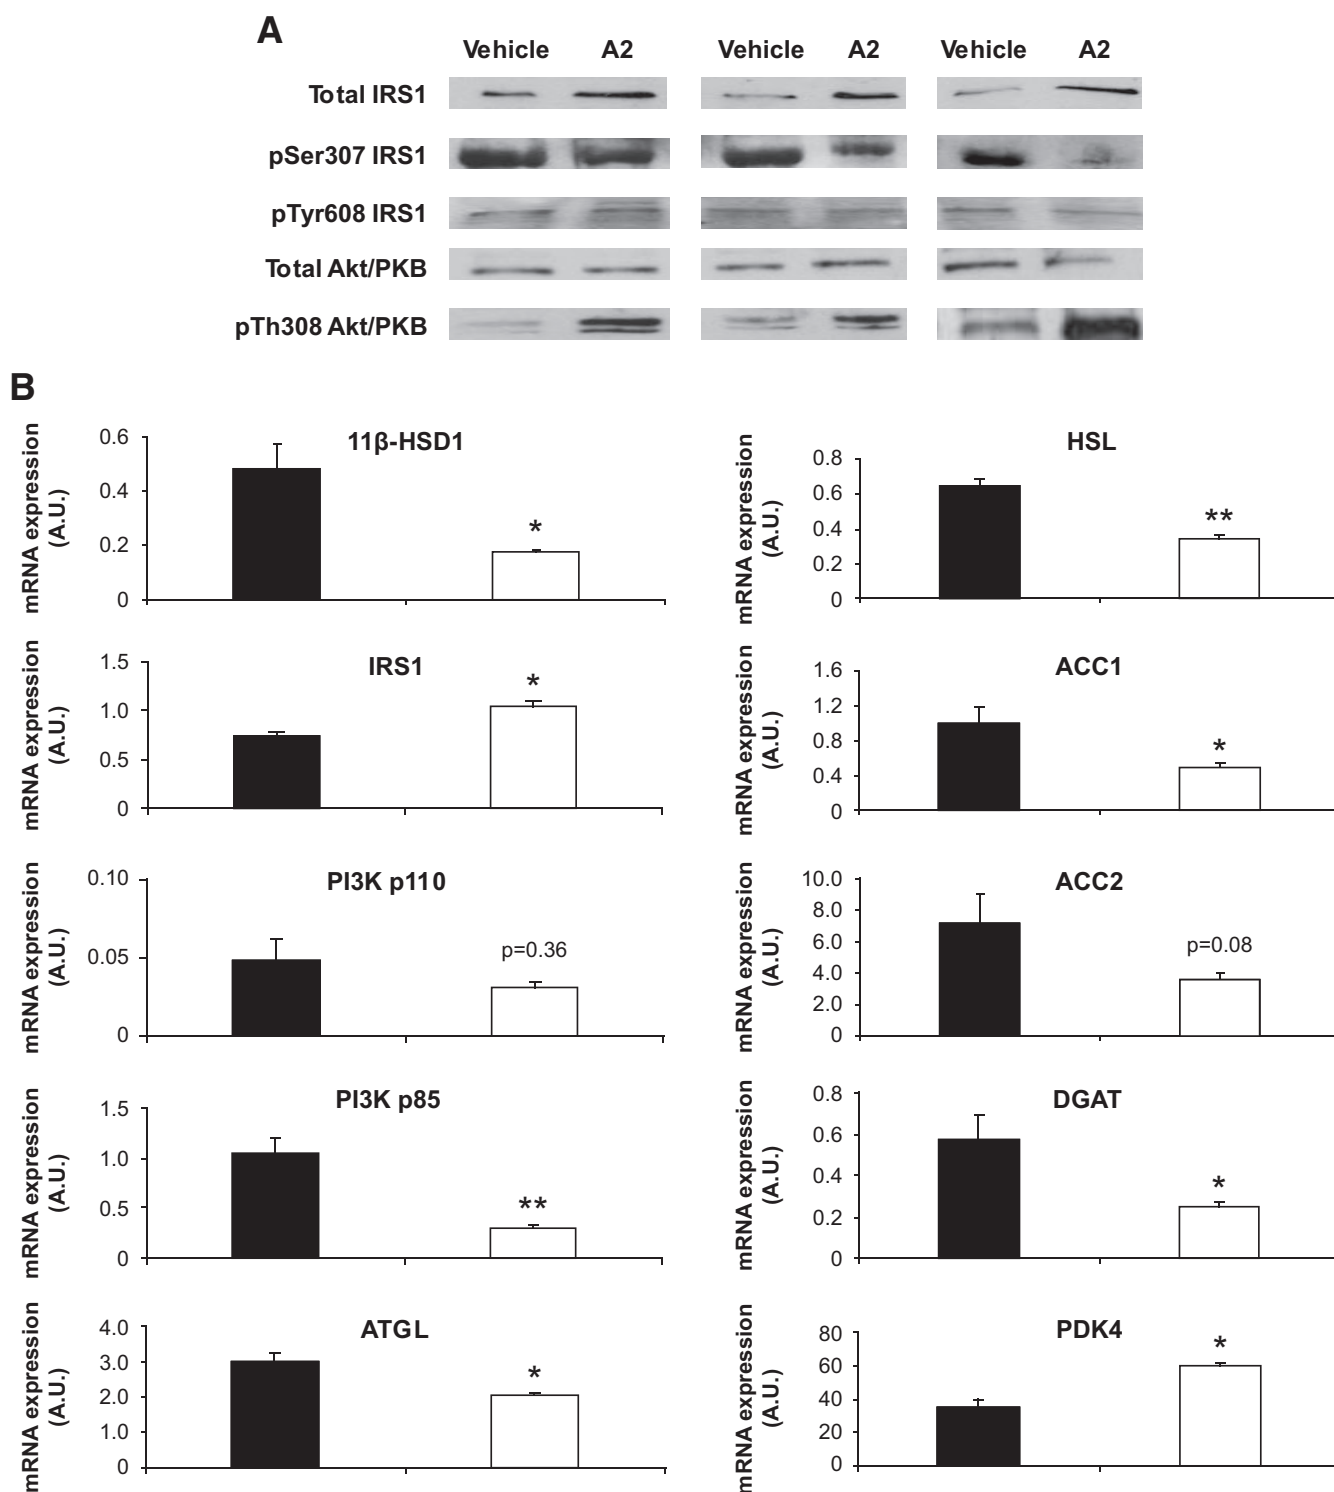 A
Vehicle A2 Vehicle A2 Vehicle A2
Total IRS1
pSer307 IRS1
pTyr608 IRS1
Total Akt/PKB
pTh308 Akt/PKB
B
11β-HSD1
mRNA expression
(A.U.)
0.6
0.4
0.2
0
*
HSL
mRNA expression
(A.U.)
0.8
0.6
0.4
0.2
0
**
IRS1
mRNA expression
(A.U.)
1.5
1.0
0.5
0
*
ACC1
mRNA expression
(A.U.)
1.6
1.2
0.8
0.4
0
*
PI3K p110
mRNA expression
(A.U.)
0.10
0.05
0
p=0.36
ACC2
mRNA expression
(A.U.)
10.0
8.0
6.0
4.0
2.0
0
p=0.08
PI3K p85
mRNA expression
(A.U.)
1.5
1.0
0.5
0
**
DGAT
mRNA expression
(A.U.)
0.8
0.6
0.4
0.2
0
*
ATGL
mRNA expression
(A.U.)
4.0
3.0
2.0
1.0
0
*
PDK4
mRNA expression
(A.U.)
80
60
40
20
0
*